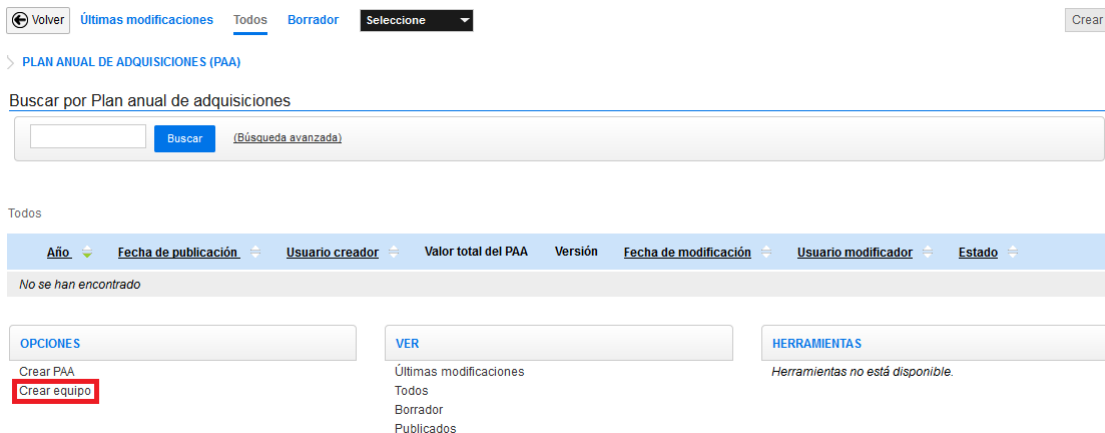 Volver Últimas modificaciones Todos Borrador Seleccione Crear
PLAN ANUAL DE ADQUISICIONES (PAA)
Buscar por Plan anual de adquisiciones
Buscar (Búsqueda avanzada)
Todos
Año Fecha de publicación Usuario creador Valor total del PAA Versión Fecha de modificación Usuario modificador Estado
No se han encontrado
OPCIONES VER HERRAMIENTAS
Crear PAA Últimas modificaciones Herramientas no está disponible.
Crear equipo Todos
Borrador
Publicados